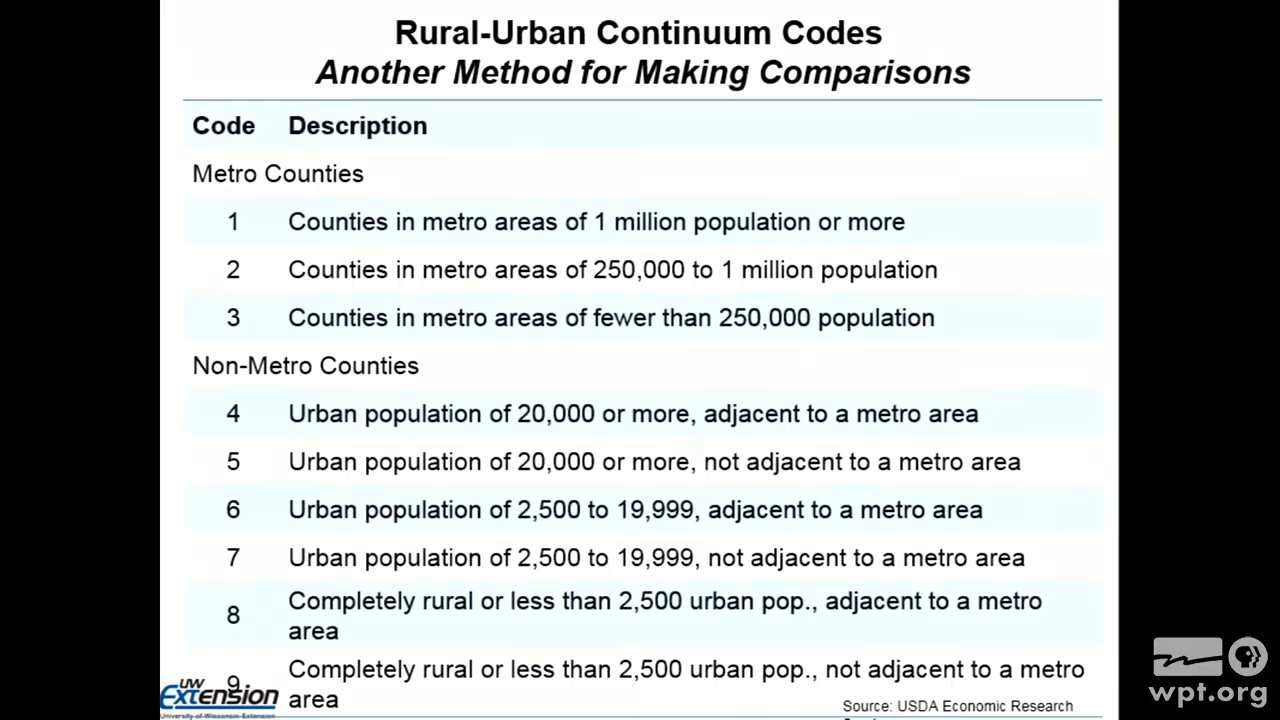 Rural-Urban Continuum Codes
Another Method for Making Comparisons
Code Description
Metro Counties
1 Counties in metro areas of 1 million population or more
2 Counties in metro areas of 250,000 to 1 million population
3 Counties in metro areas of fewer than 250,000 population
Non-Metro Counties
4 Urban population of 20,000 or more, adjacent to a metro area
5 Urban population of 20,000 or more, not adjacent to a metro area
6 Urban population of 2,500 to 19,999, adjacent to a metro area
7 Urban population of 2,500 to 19,999, not adjacent to a metro area
8 Completely rural or less than 2,500 urban pop., adjacent to a metro
area
9 Completely rural or less than 2,500 urban pop., not adjacent to a metro
area
UW
Extension
University of Wisconsin-Extension
Source: USDA Economic Research
PBS
wpt.org